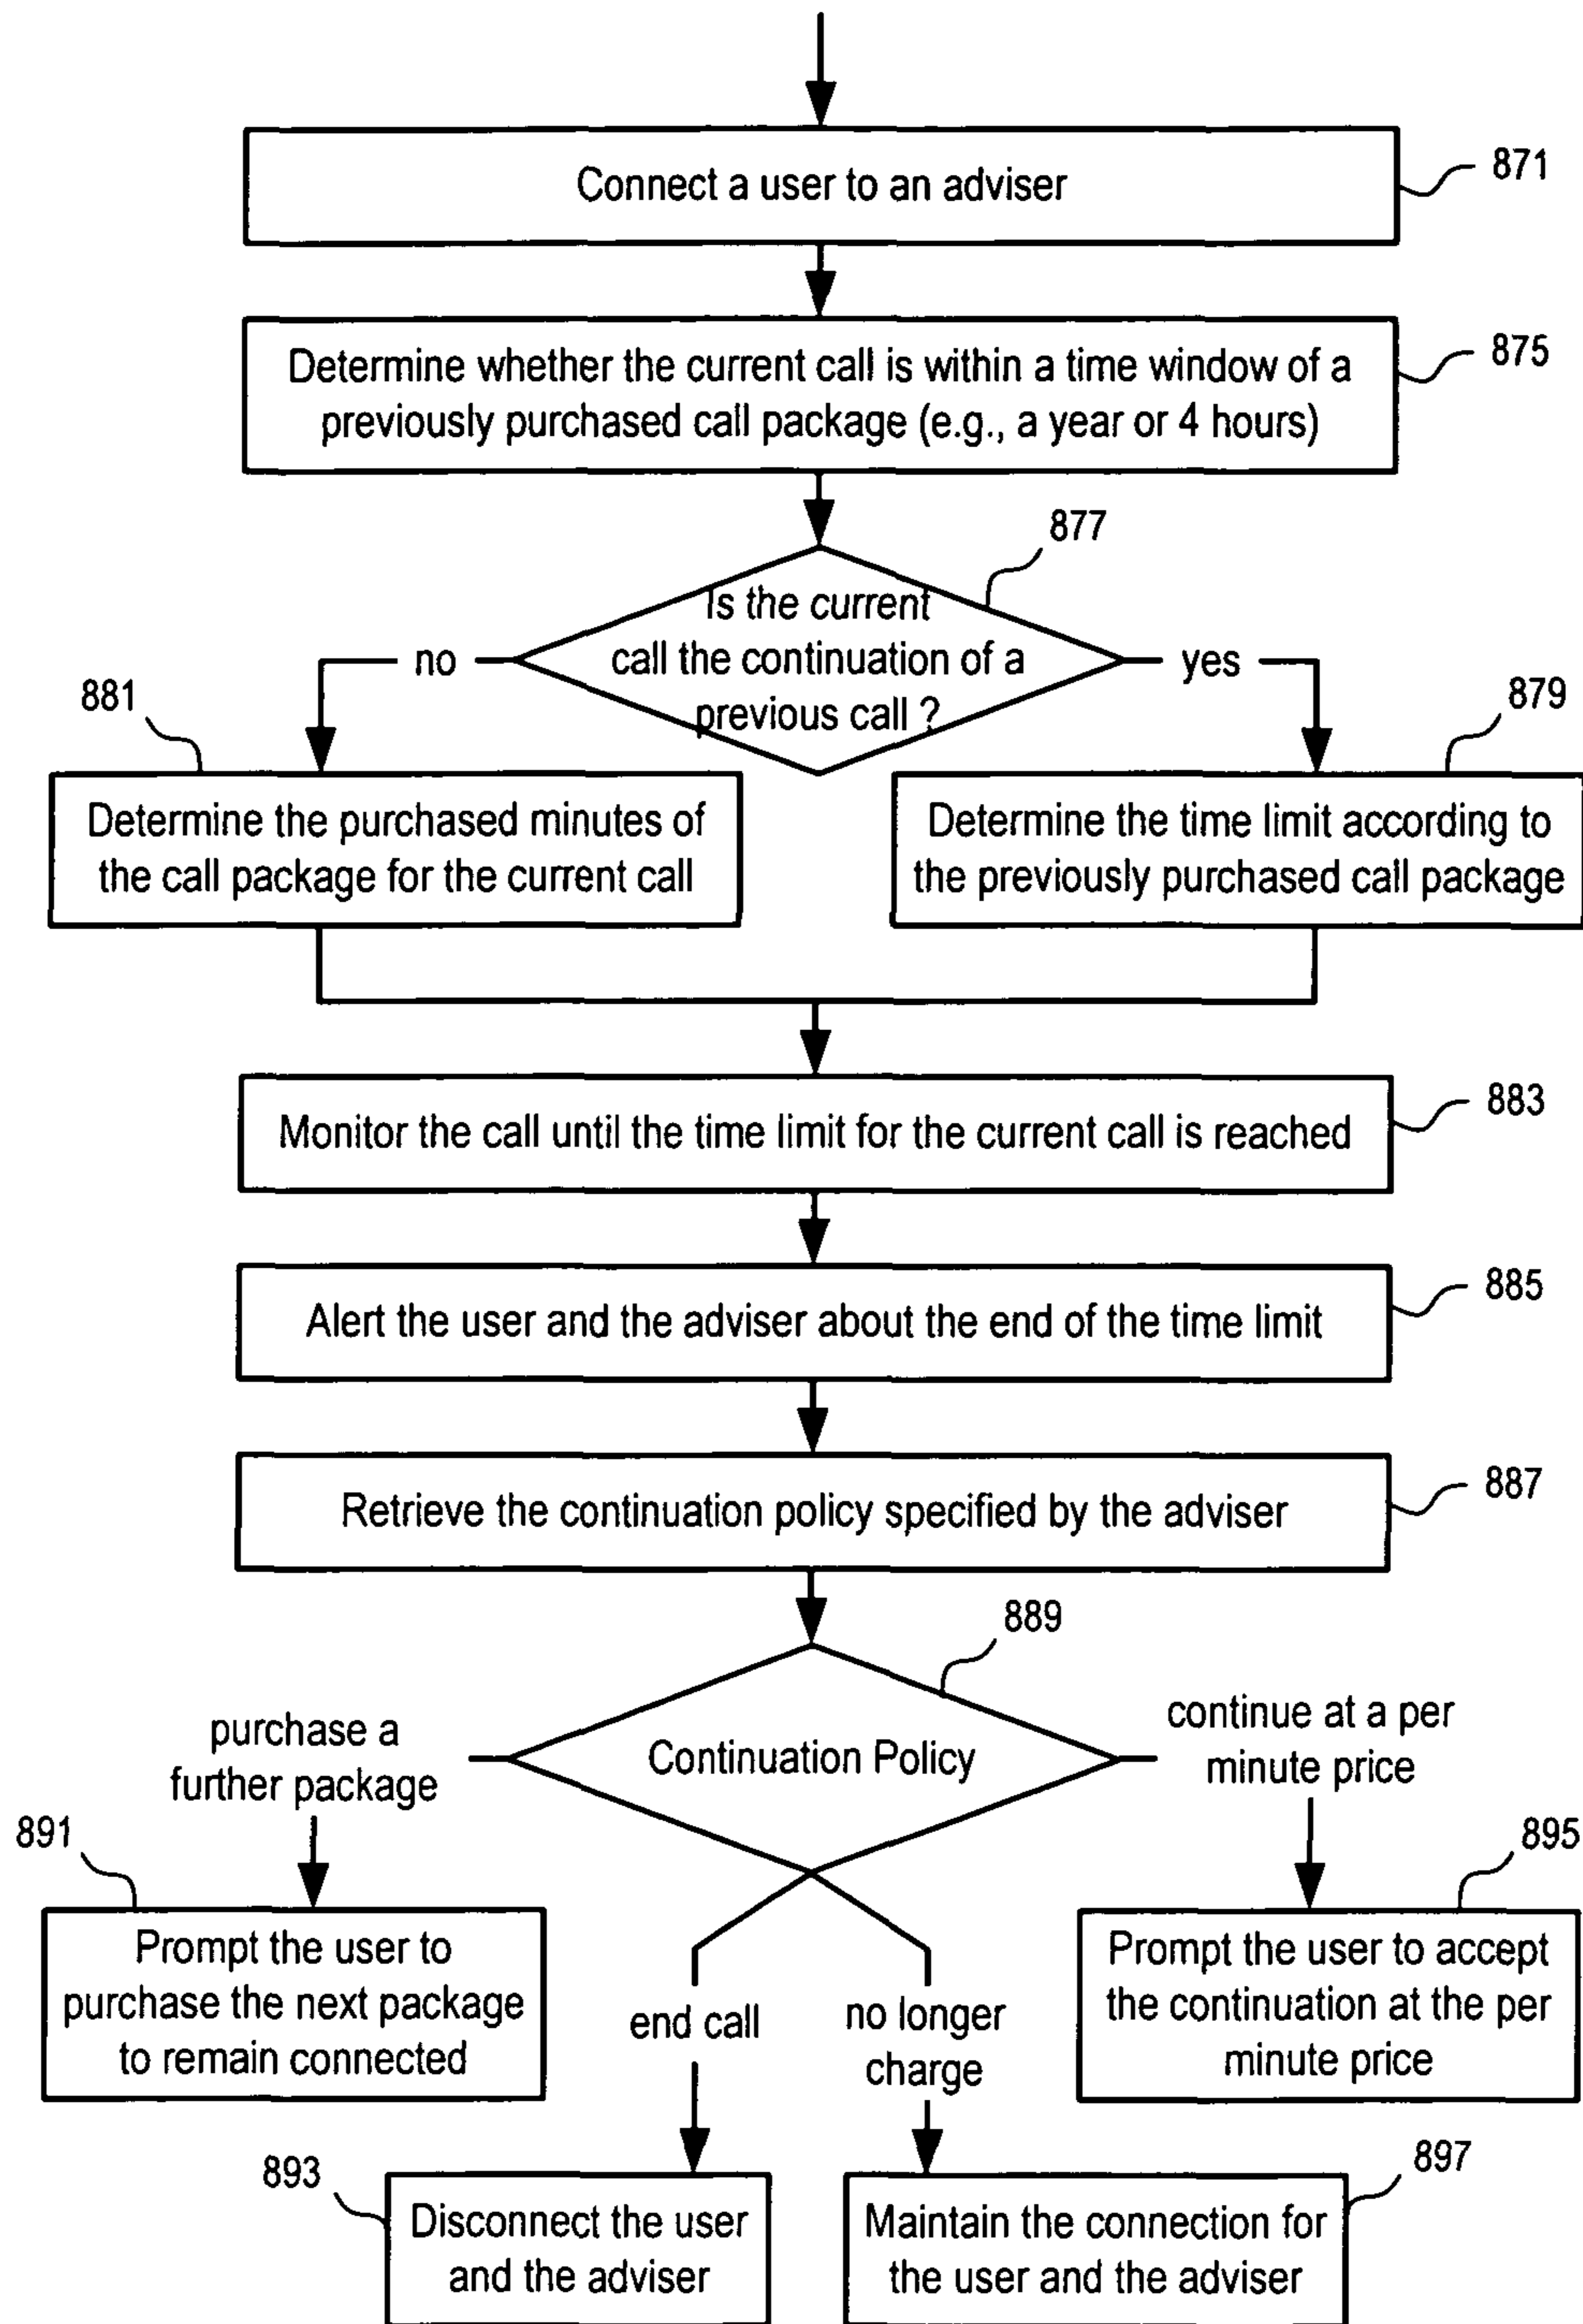 Connect a user to an adviser
871
Determine whether the current call is within a time window of a
previously purchased call package (e.g., a year or 4 hours)
875
877
Is the current
call the continuation of a
previous call ?
no
yes
881
879
Determine the purchased minutes of
the call package for the current call
Determine the time limit according to
the previously purchased call package
Monitor the call until the time limit for the current call is reached
883
Alert the user and the adviser about the end of the time limit
885
Retrieve the continuation policy specified by the adviser
887
889
Continuation Policy
purchase a
further package
continue at a per
minute price
891
895
Prompt the user to
purchase the next package
to remain connected
end call
no longer
charge
Prompt the user to accept
the continuation at the per
minute price
893
897
Disconnect the user
and the adviser
Maintain the connection for
the user and the adviser